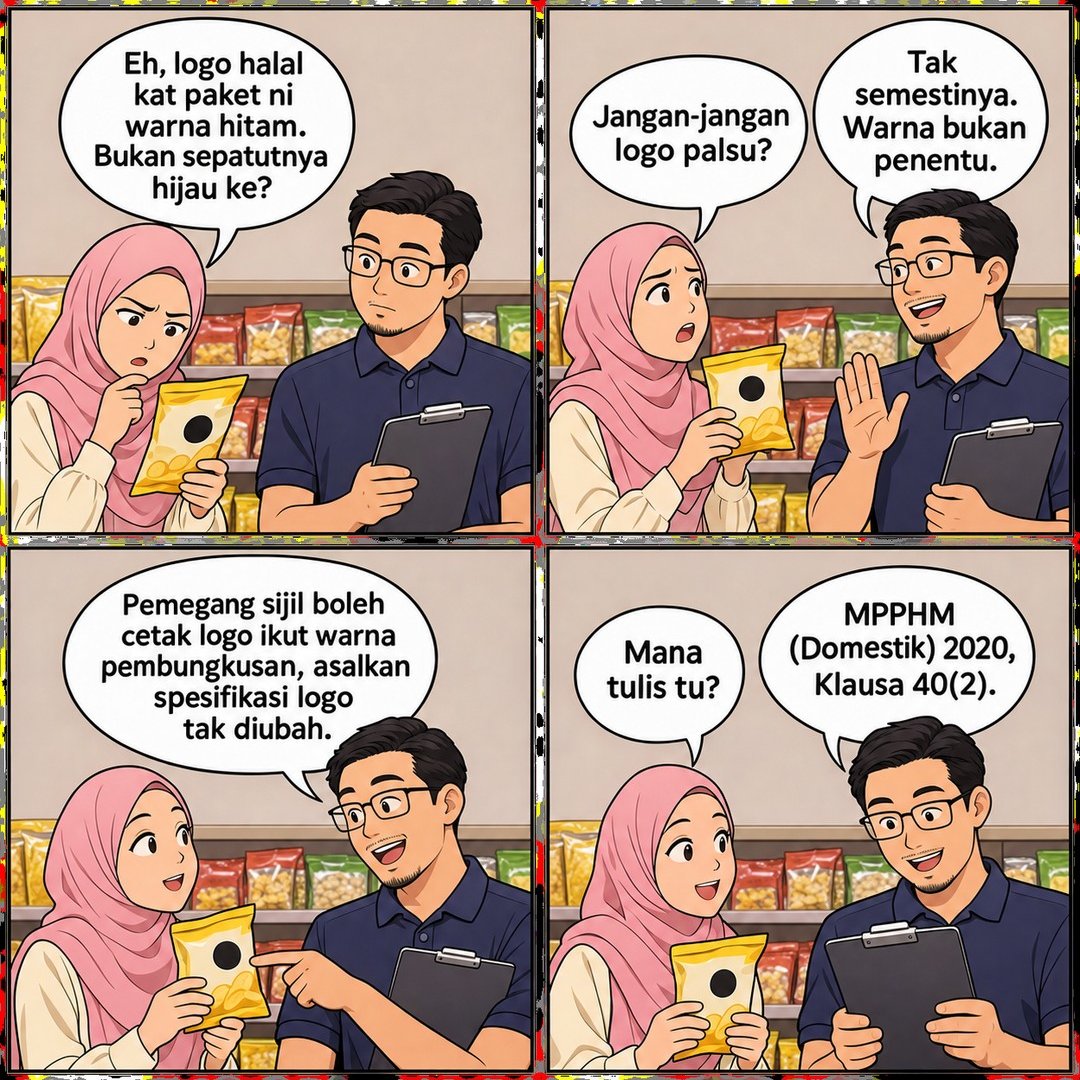 Eh, logo halal
kat paket ni
warna hitam.
Bukan sepatutnya
hijau ke?
Jangan-jangan
logo palsu?
Tak
semestinya.
Warna bukan
penentu.
Pemegang sijil boleh
cetak logo ikut warna
pembungkusan, asalkan
spesifikasi logo
tak diubah.
Mana
tulis tu?
MPPHM
(Domestik) 2020,
Klausa 40(2).